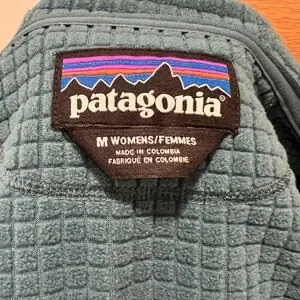 patagonia®
M WOMENS/FEMMES
MADE IN COLOMBIA
FABRIQUÉ EN COLOMBIE